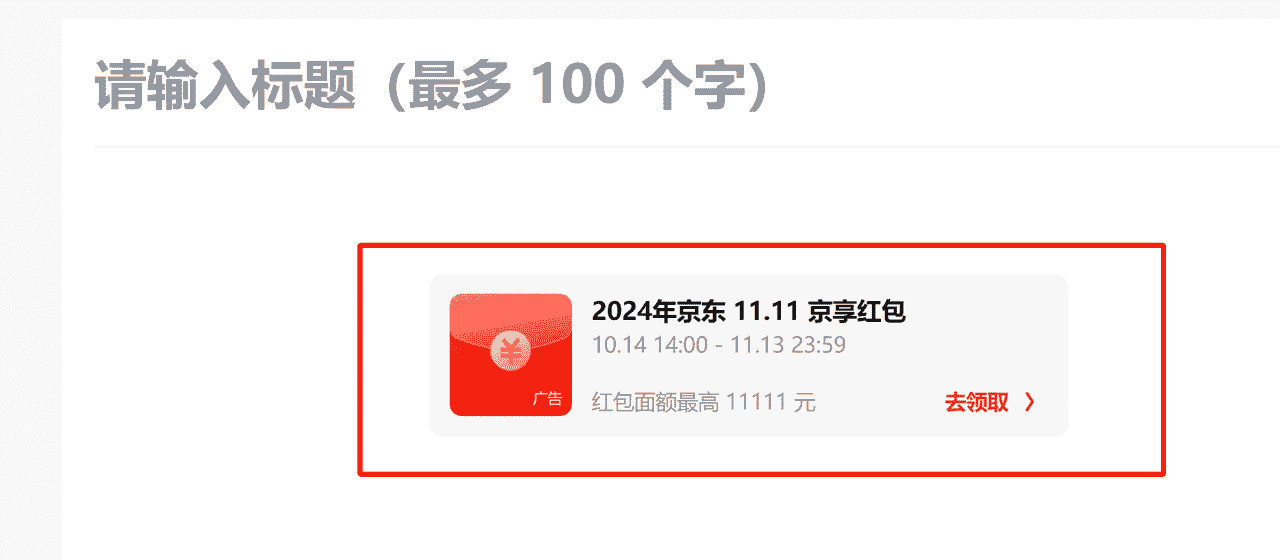 请输入标题（最多 100 个字）
2024年京东 11.11 京享红包
10.14 14:00 - 11.13 23:59
广告
红包面额最高 11111 元
去领取